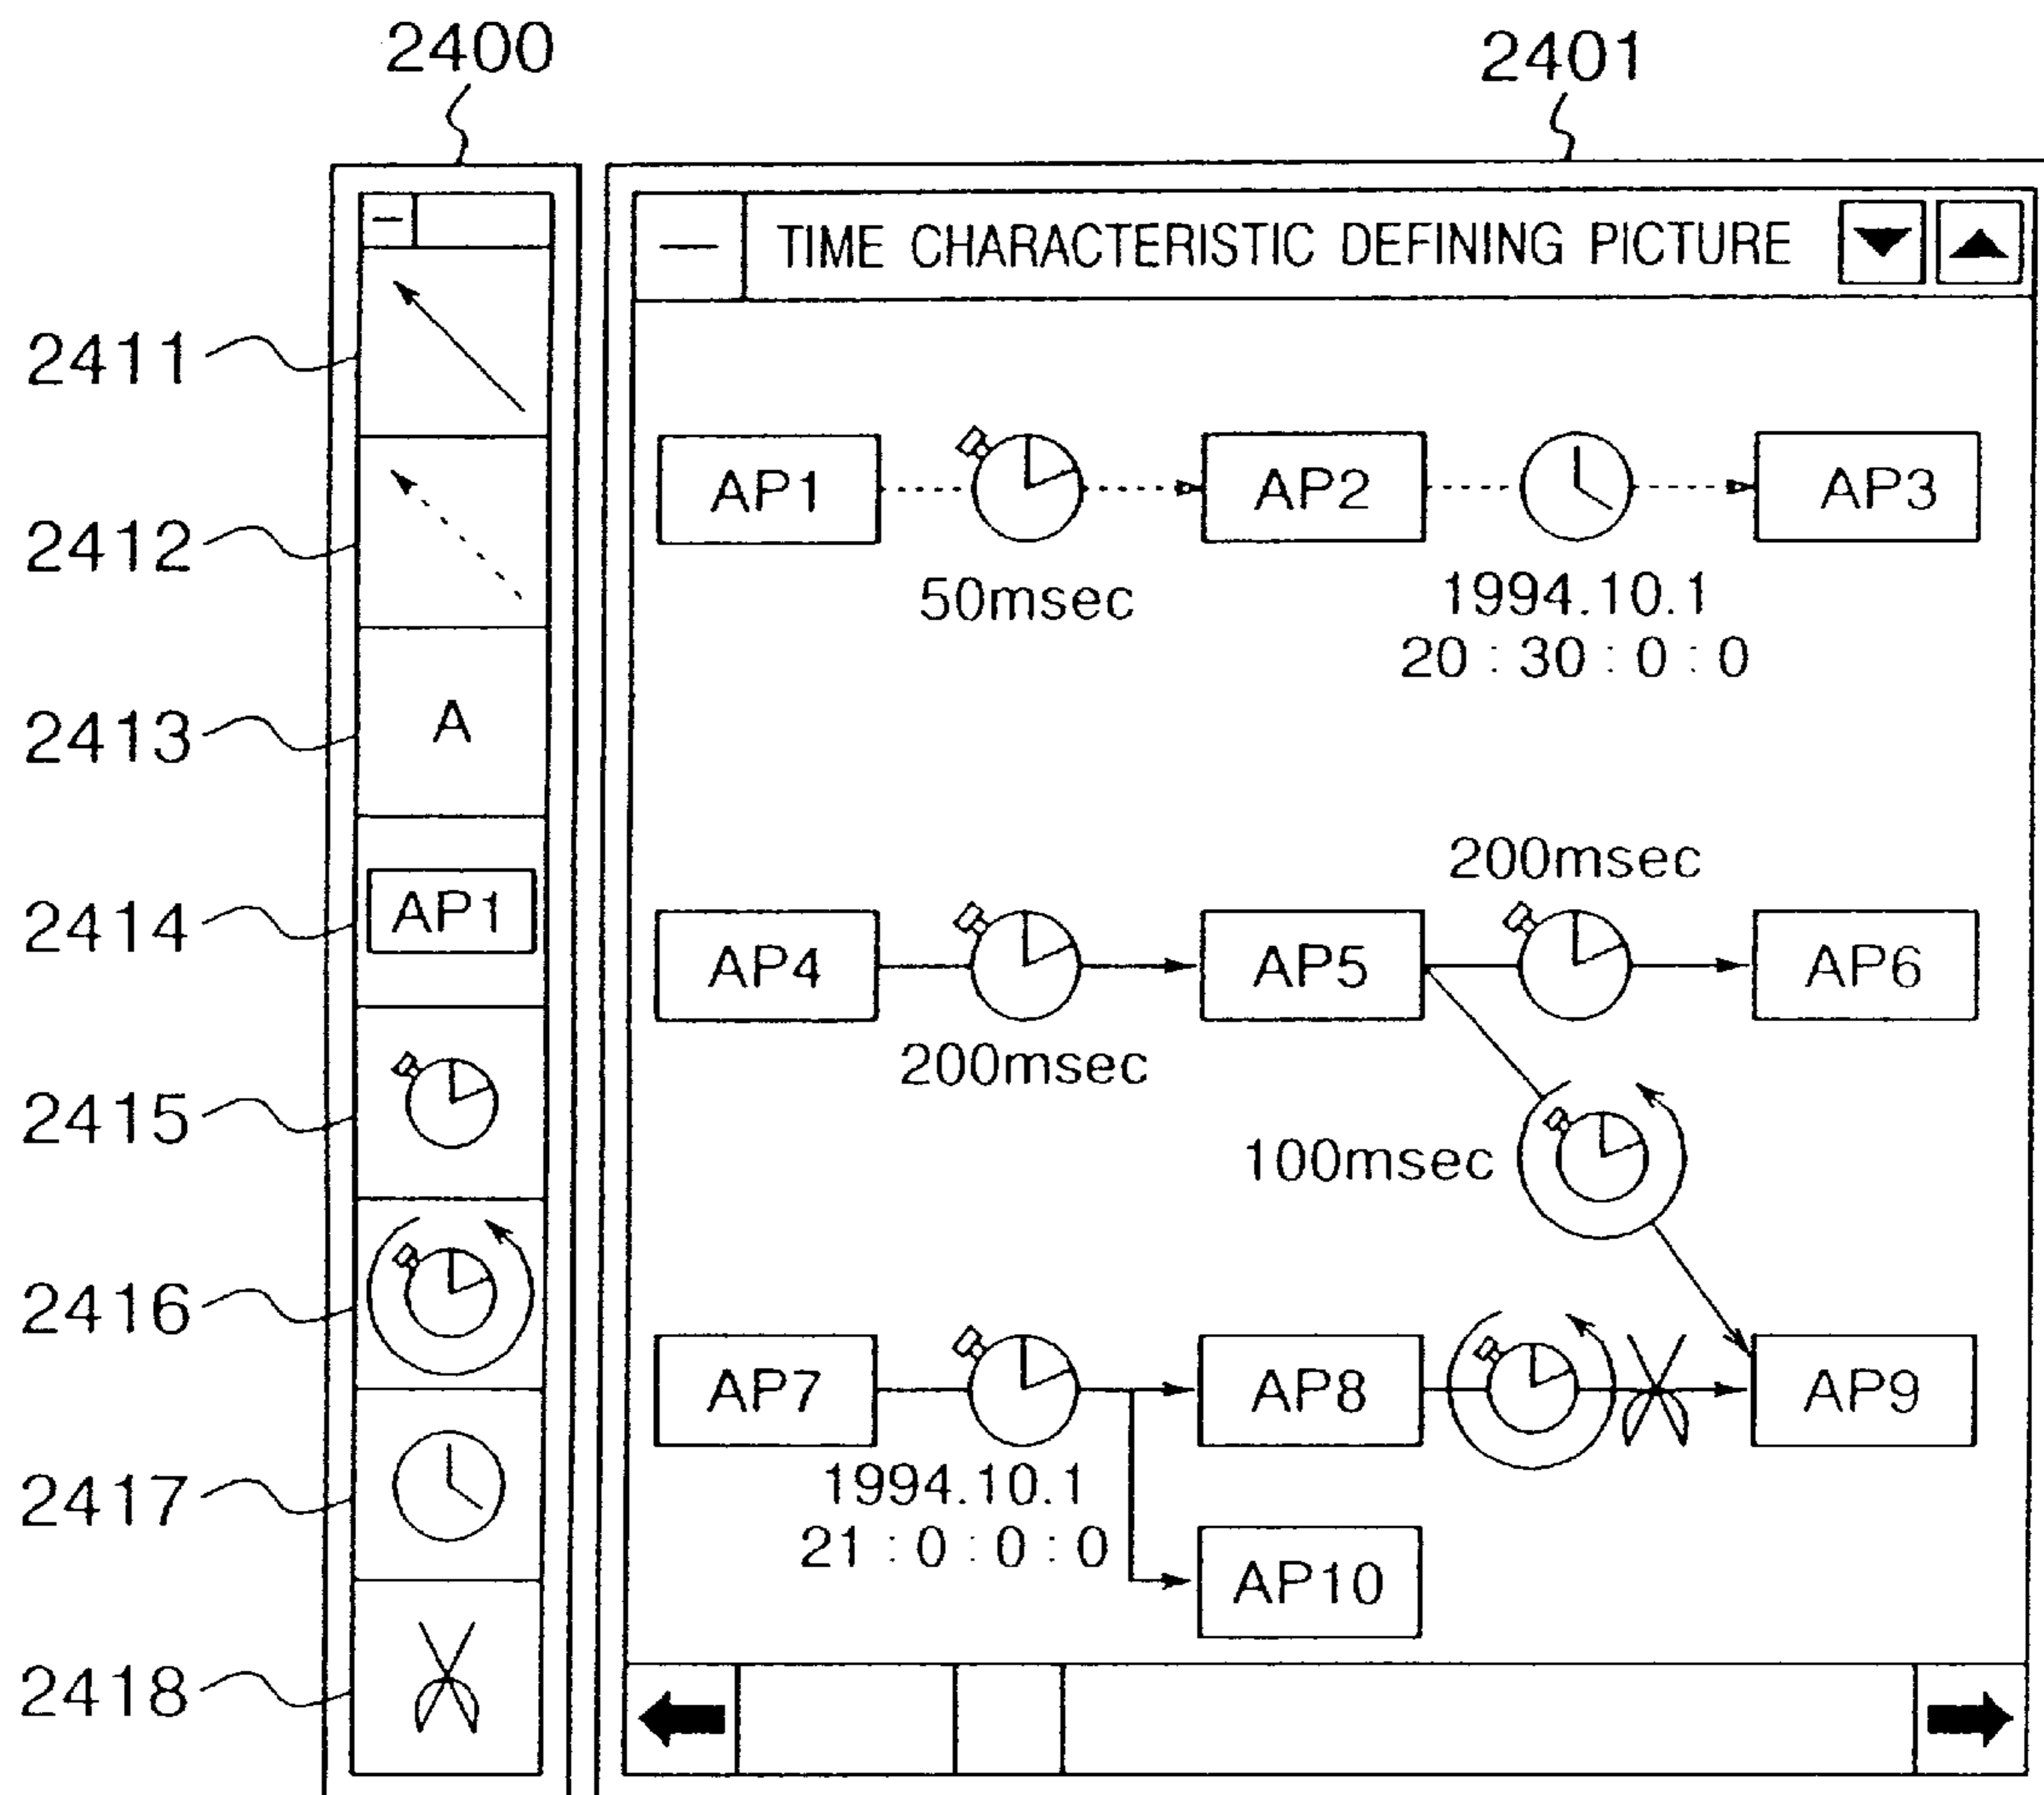 2400
2401
TIME CHARACTERISTIC DEFINING PICTURE
2411
2412
2413
A
2414
AP1
2415
2416
2417
2418
AP1
AP2
AP3
50msec
1994.10.1
20 : 30 : 0 : 0
200msec
AP4
AP5
AP6
200msec
100msec
AP7
AP8
AP9
1994.10.1
21 : 0 : 0 : 0
AP10